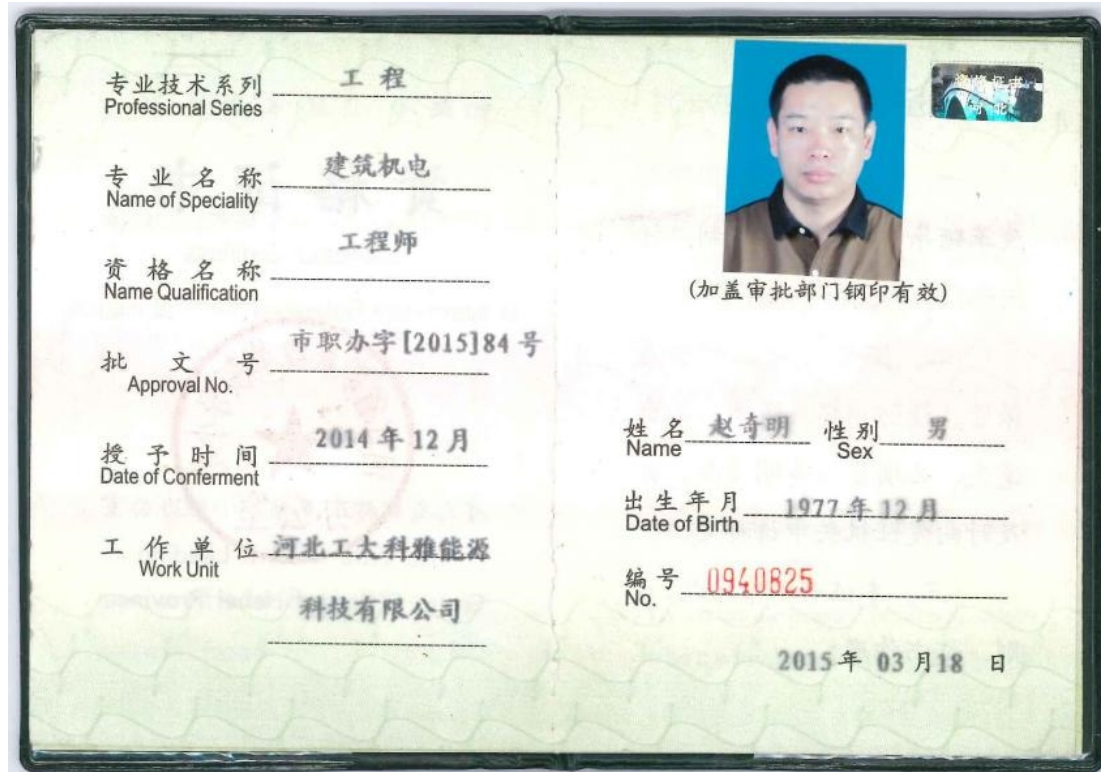 专业技术系列 工程
Professional Series
专业名称 建筑机电
Name of Speciality
资格名称 工程师
Name Qualification
批文号 市职办字[2015]84号
Approval No.
授予时间 2014年12月
Date of Conferment
工作单位 河北工大科雅能源
Work Unit
科技有限公司
河北
(加盖审批部门钢印有效)
姓名 赵奇明 性别 男
Name Sex
出生年月 1977年12月
Date of Birth
编号 0940825
No.
2015年 03月18 日